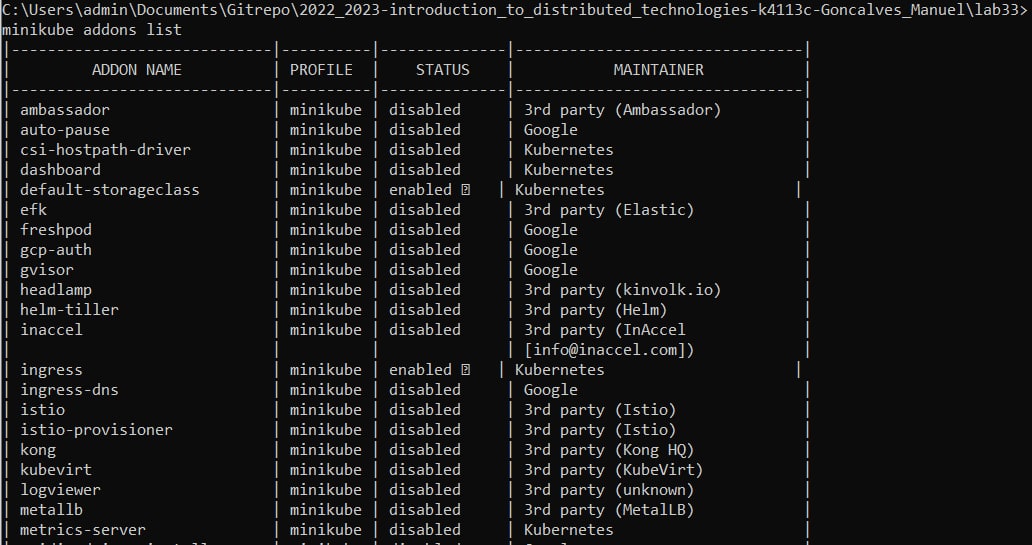 C:\Users\admin\Documents\Gitrepo\2022_2023-introduction_to_distributed_technologies-k4113c-Goncalves_Manuel\lab33>
minikube addons list
|-----------------------------|----------|--------------|--------------------------------|
| ADDON NAME | PROFILE | STATUS | MAINTAINER |
|-----------------------------|----------|--------------|--------------------------------|
| ambassador | minikube | disabled | 3rd party (Ambassador) |
| auto-pause | minikube | disabled | Google |
| csi-hostpath-driver | minikube | disabled | Kubernetes |
| dashboard | minikube | disabled | Kubernetes |
| default-storageclass | minikube | enabled | Kubernetes |
| efk | minikube | disabled | 3rd party (Elastic) |
| freshpod | minikube | disabled | Google |
| gcp-auth | minikube | disabled | Google |
| gvisor | minikube | disabled | Google |
| headlamp | minikube | disabled | 3rd party (kinvolk.io) |
| helm-tiller | minikube | disabled | 3rd party (Helm) |
| inaccel | minikube | disabled | 3rd party (InAccel |
| | | | [info@inaccel.com]) |
| ingress | minikube | enabled | Kubernetes |
| ingress-dns | minikube | disabled | Google |
| istio | minikube | disabled | 3rd party (Istio) |
| istio-provisioner | minikube | disabled | 3rd party (Istio) |
| kong | minikube | disabled | 3rd party (Kong HQ) |
| kubevirt | minikube | disabled | 3rd party (KubeVirt) |
| logviewer | minikube | disabled | 3rd party (unknown) |
| metallb | minikube | disabled | 3rd party (MetalLB) |
| metrics-server | minikube | disabled | Kubernetes |